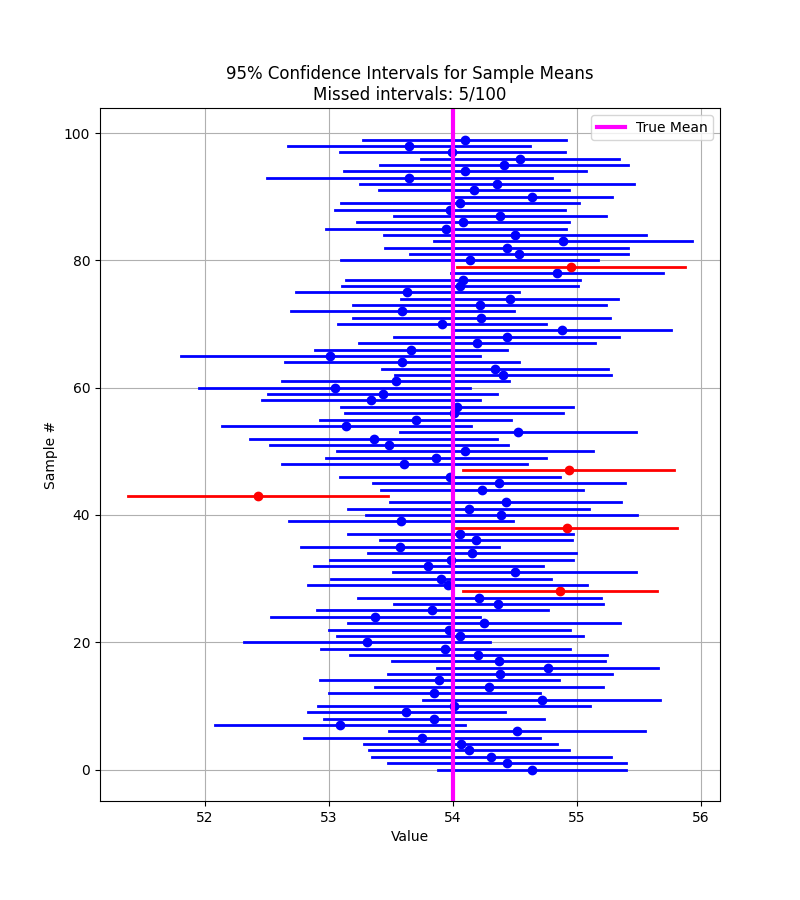 95% Confidence Intervals for Sample Means
Missed intervals: 5/100
True Mean
100
80
60
40
20
0
Sample #
52 53 54 55 56
Value